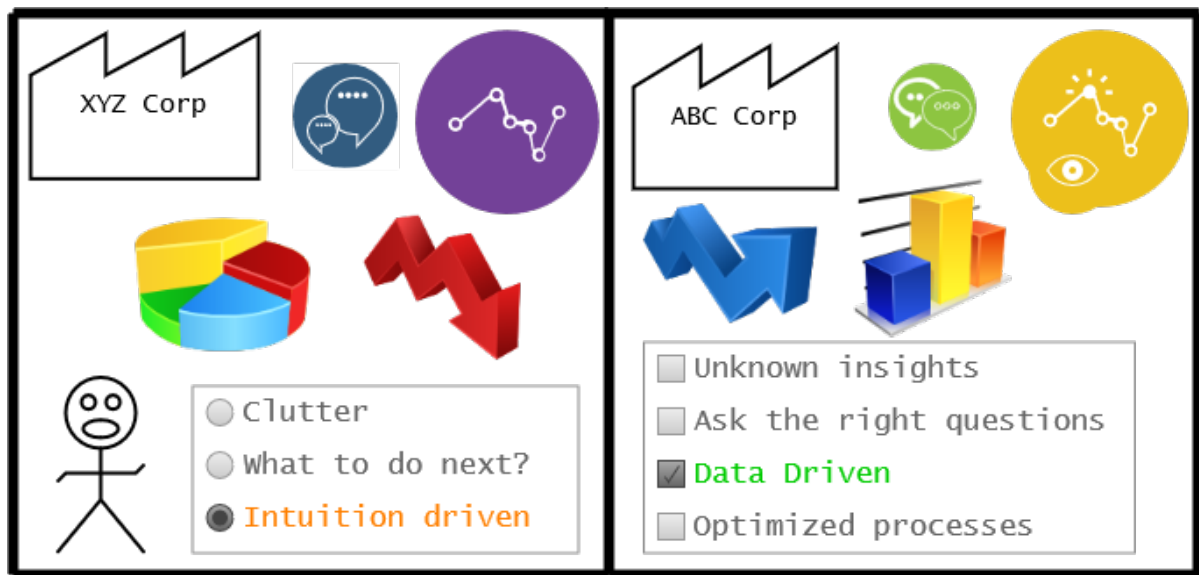 XYZ Corp
Clutter
What to do next?
Intuition driven
ABC Corp
Unknown insights
Ask the right questions
Data Driven
Optimized processes